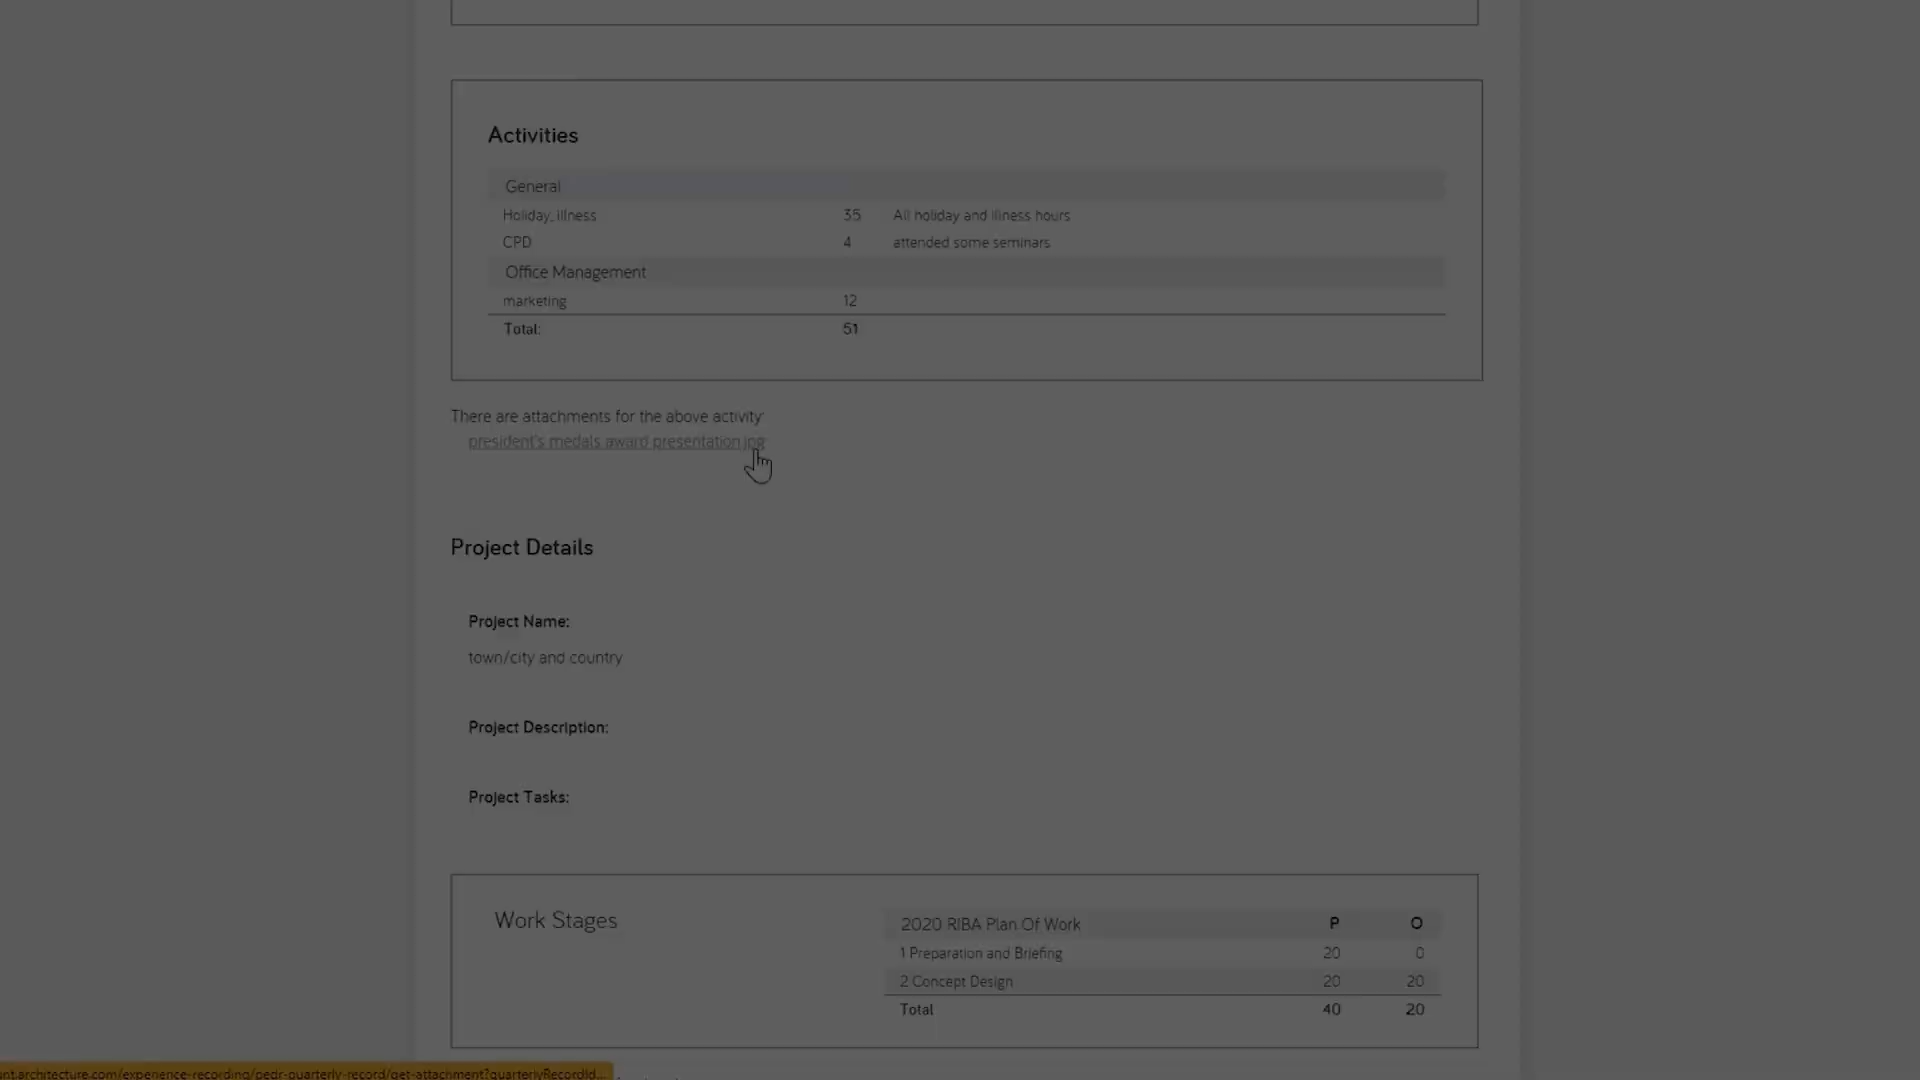 Activities
General
Holiday, illness 35 All holiday and illness hours
CPD 4 attended some seminars
Office Management
marketing 12
Total: 51
There are attachments for the above activity:
president's medals award presentation.jpg
Project Details
Project Name:
town/city and country
Project Description:
Project Tasks:
Work Stages
2020 RIBA Plan Of Work P O
1 Preparation and Briefing 20 0
2 Concept Design 20 20
Total 40 20
nt.architecture.com/experience-recording/pedr-quarterly-record/get-attachment?quarterlyRecordId...